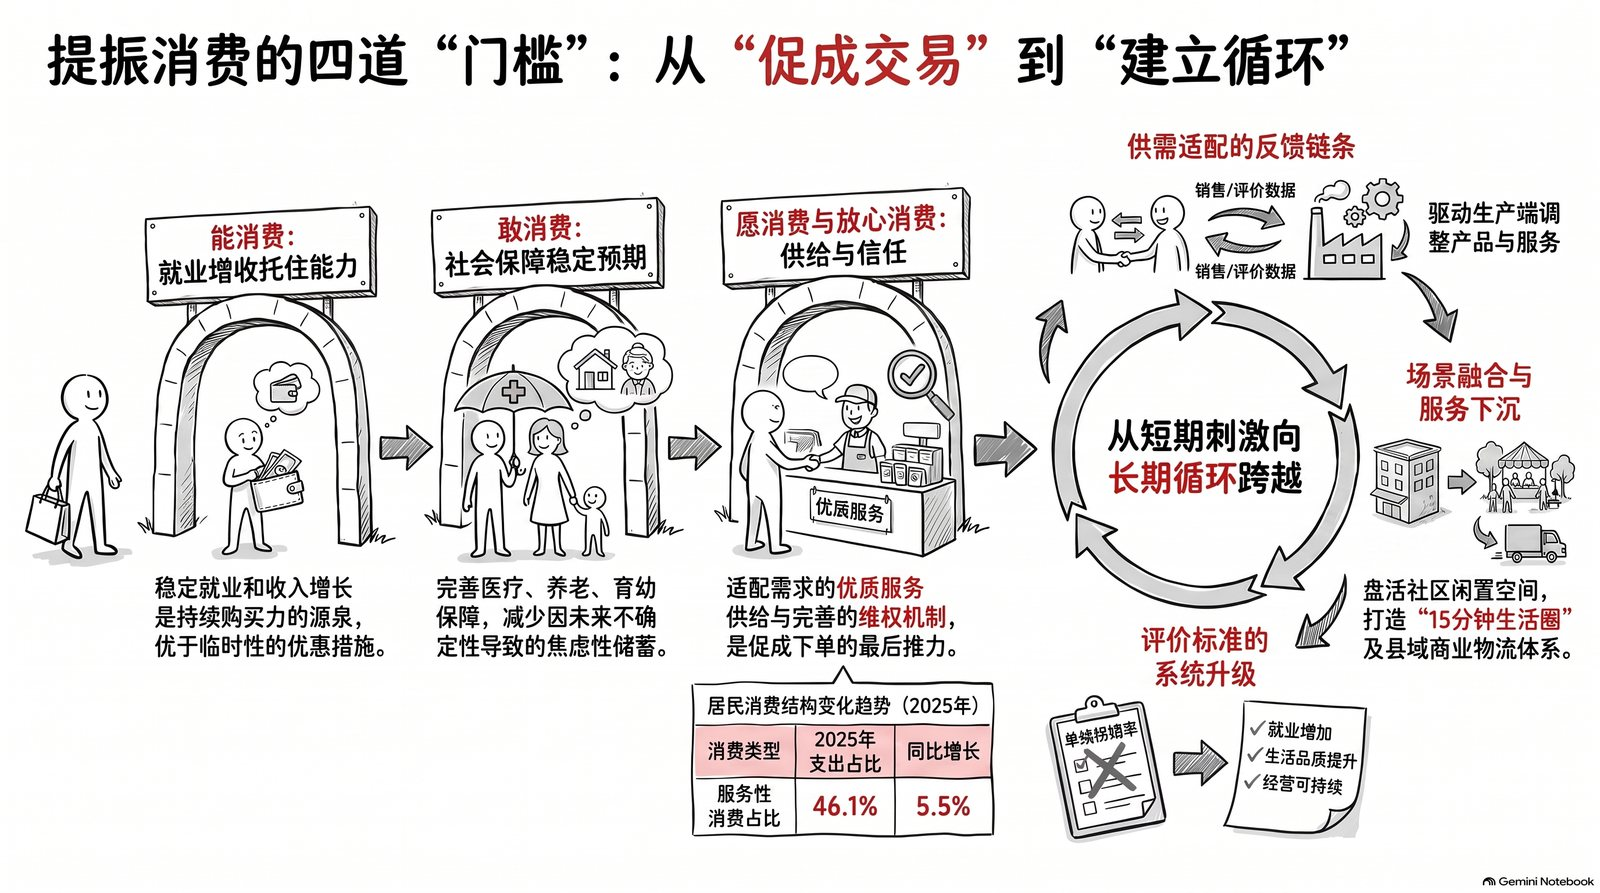 提振消费的四道“门槛”：从“促成交易”到“建立循环”
能消费：
就业增收托住能力
稳定就业和收入增长
是持续购买力的源泉，
优于临时性的优惠措施。
敢消费：
社会保障稳定预期
完善医疗、养老、育幼
保障，减少因未来不确
定性导致的焦虑性储蓄。
愿消费与放心消费：
供给与信任
服务
适配需求的优质服务
供给与完善的维权机制，
是促成下单的最后推力。
居民消费结构变化趋势（2025年）
消费类型
2025年
支出占比
同比增长
服务性
消费占比
46.1%
5.5%
从短期刺激向
长期循环跨越
供需适配的反馈链条
销售/评价数据
销售/评价数据
驱动生产端调
整产品与服务
场景融合与
服务下沉
盘活社区闲置空间，
打造“15分钟生活圈”
及县域商业物流体系。
评价标准的
系统升级
就业增加
生活品质提升
经营可持续
Gemini Notebook